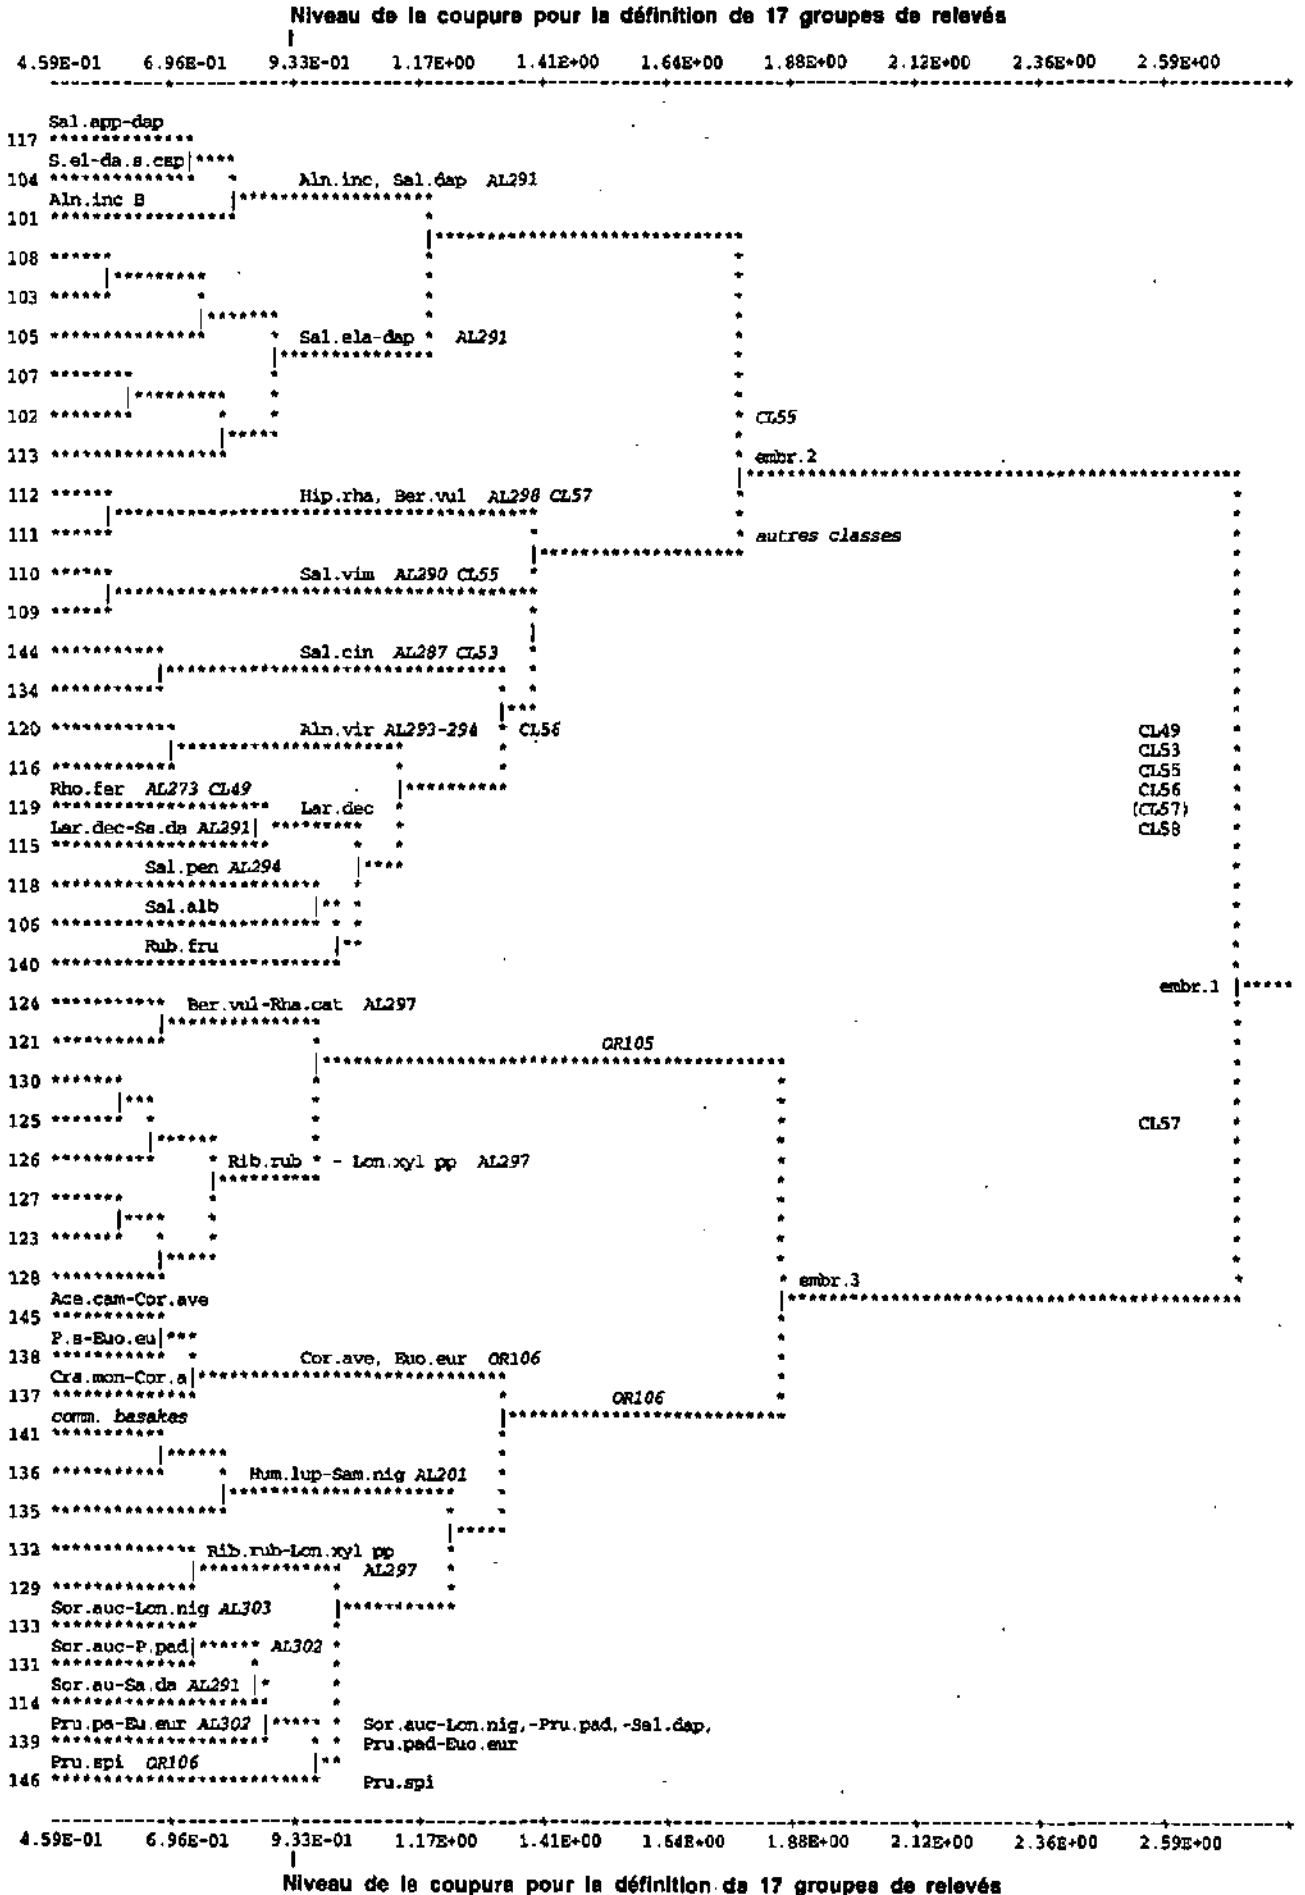 Niveau de la coupure pour la définition de 17 groupes de relevés
4.59E-01 6.96E-01 9.33E-01 1.17E+00 1.41E+00 1.64E+00 1.88E+00 2.12E+00 2.36E+00 2.59E+00
Sal.app-dap
117
S.el-da.s.cap
104
Aln.inc, Sal.dap AL291
Aln.inc B
101
108
103
105
Sal.ela-dap AL291
107
102
CL55
113
embr.2
112
Hip.rha, Ber.vul AL298 CL57
111
autres classes
110
Sal.vim AL290 CL55
109
144
Sal.cin AL287 CL53
134
120
Aln.vir AL293-294 CL56
CL49
CL53
116
CL55
Rho.fer AL273 CL49
CL56
119
Lar.dec
(CL57)
Lar.dec-Sa.da AL291
CL58
115
Sal.pen AL294
118
Sal.alb
106
Rub.fru
140
embr.1
124
Ber.vul-Rha.cat AL297
121
OR105
130
125
CL57
126
Rib.rub - Lon.xyl pp AL297
127
123
128
embr.3
Ace.cam-Cor.ave
145
P.s-Euo.eu
138
Cor.ave, Euo.eur OR106
Cra.mon-Cor.a
137
OR106
comm. basakes
141
136
Hum.lup-Sam.nig AL201
135
132
Rib.rub-Lon.xyl pp
AL297
129
Sor.auc-Lon.nig AL303
133
Sor.auc-P.pad AL302
131
Sor.au-Sa.da AL291
114
Pru.pa-Eu.eur AL302
Sor.auc-Lon.nig,-Pru.pad,-Sal.dap,
139
Pru.pad-Euo.eur
Pru.spi OR106
146
Pru.spi
4.59E-01 6.96E-01 9.33E-01 1.17E+00 1.41E+00 1.64E+00 1.88E+00 2.12E+00 2.36E+00 2.59E+00
Niveau de la coupure pour la définition de 17 groupes de relevés